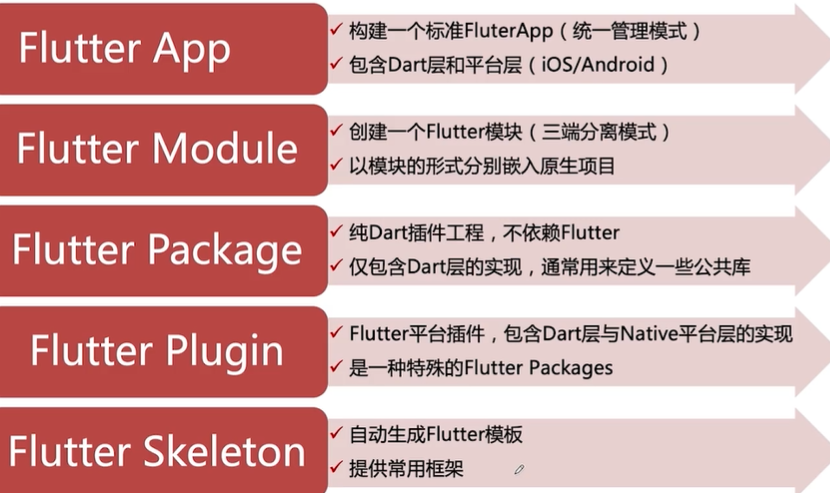 Flutter App
✓ 构建一个标准FluterApp（统一管理模式）
✓ 包含Dart层和平台层（iOS/Android）
Flutter Module
✓ 创建一个Flutter模块（三端分离模式）
✓ 以模块的形式分别嵌入原生项目
Flutter Package
✓ 纯Dart插件工程，不依赖Flutter
✓ 仅包含Dart层的实现，通常用来定义一些公共库
Flutter Plugin
✓ Flutter平台插件，包含Dart层与Native平台层的实现
✓ 是一种特殊的Flutter Packages
Flutter Skeleton
✓ 自动生成Flutter模板
✓ 提供常用框架